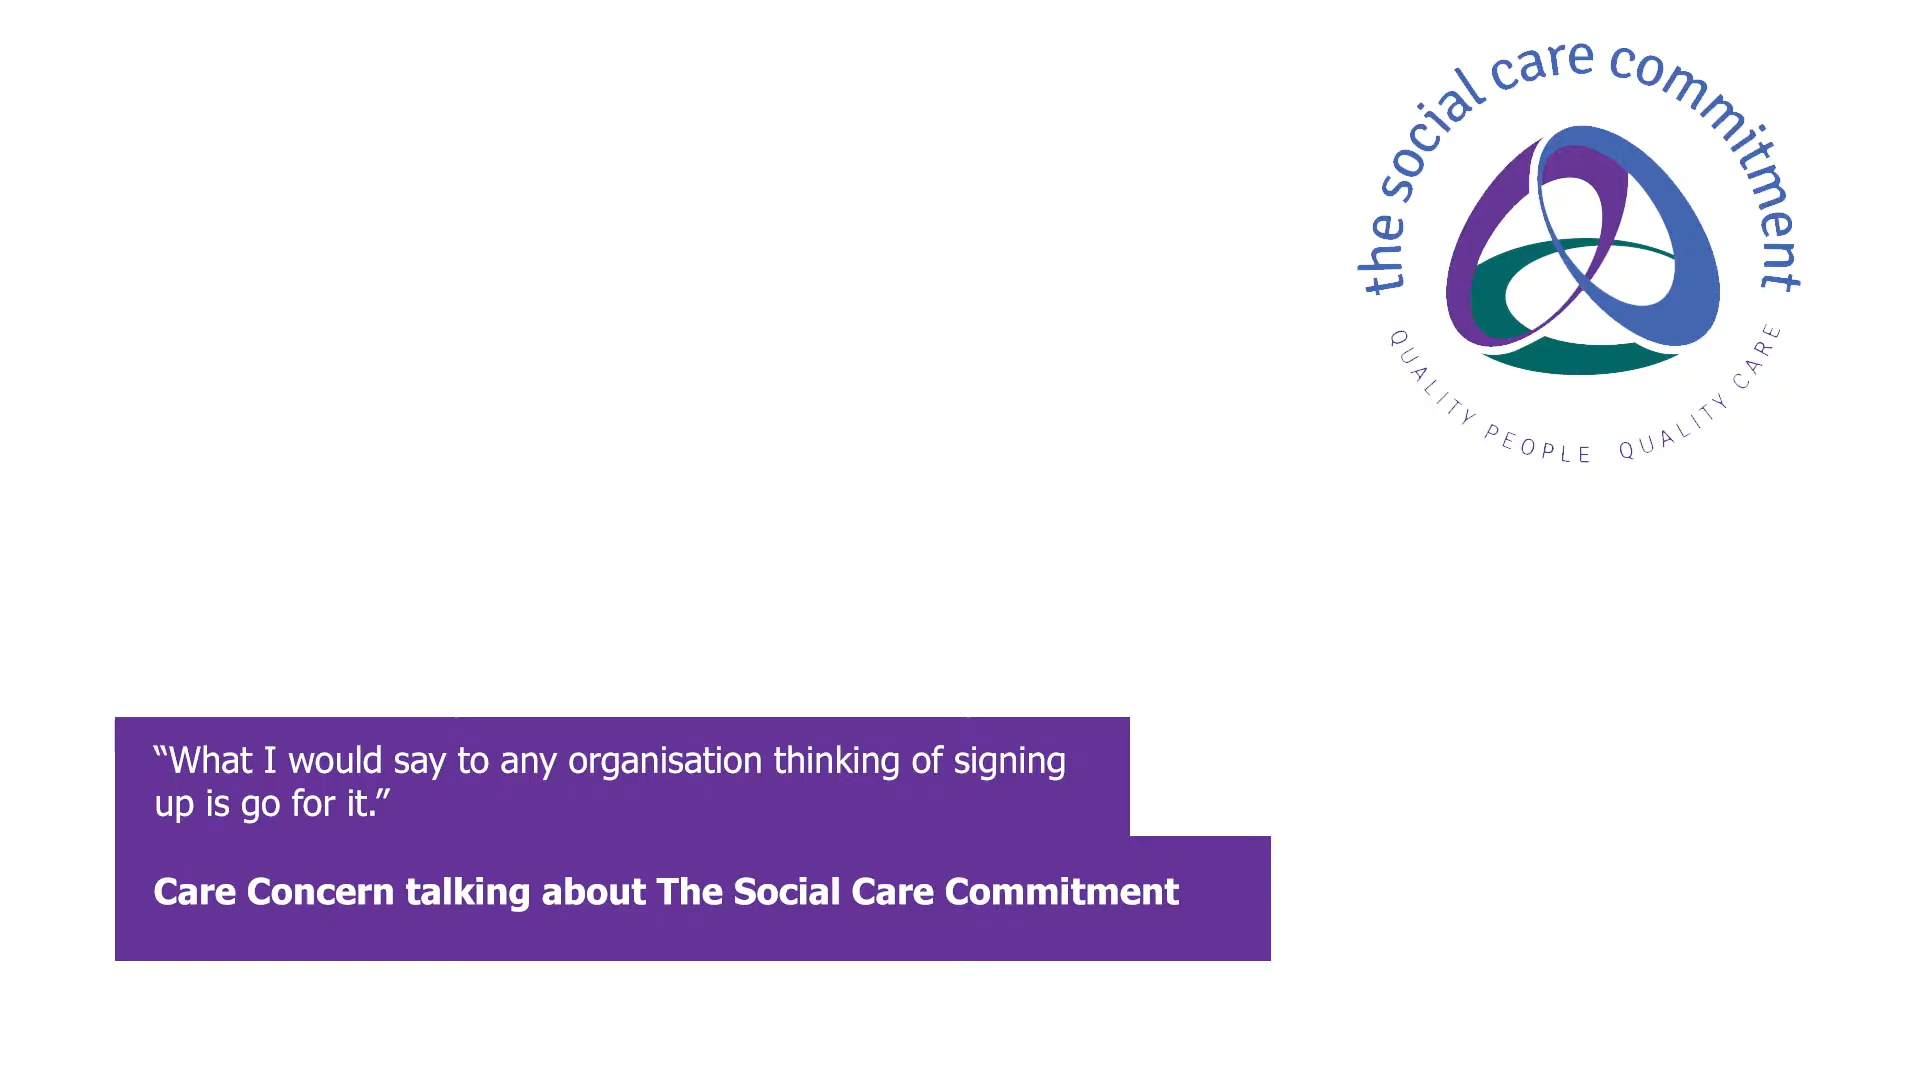 the social care commitment
QUALITY PEOPLE QUALITY CARE
“What I would say to any organisation thinking of signing
up is go for it.”
Care Concern talking about The Social Care Commitment